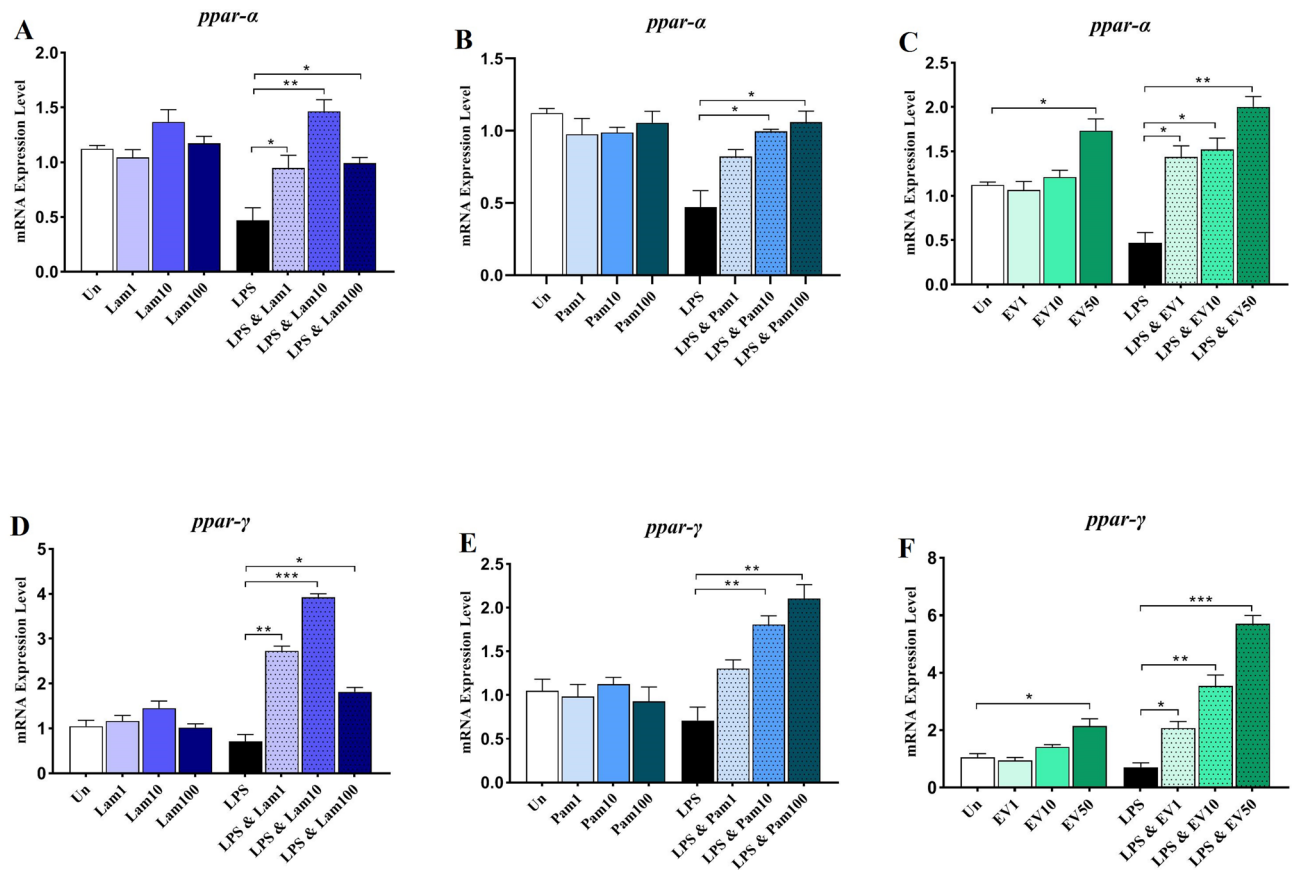 A
ppar-α
mRNA Expression Level
2.0
1.5
1.0
0.5
0.0
*
**
*
Un
Lam1
Lam10
Lam100
LPS
LPS & Lam1
LPS & Lam10
LPS & Lam100
B
ppar-α
mRNA Expression Level
1.5
1.0
0.5
0.0
*
*
Un
Pam1
Pam10
Pam100
LPS
LPS & Pam1
LPS & Pam10
LPS & Pam100
C
ppar-α
mRNA Expression Level
2.5
2.0
1.5
1.0
0.5
0.0
**
*
*
*
Un
EV1
EV10
EV50
LPS
LPS & EV1
LPS & EV10
LPS & EV50
D
ppar-γ
mRNA Expression Level
5
4
3
2
1
0
*
***
**
Un
Lam1
Lam10
Lam100
LPS
LPS & Lam1
LPS & Lam10
LPS & Lam100
E
ppar-γ
mRNA Expression Level
2.5
2.0
1.5
1.0
0.5
0.0
**
**
Un
Pam1
Pam10
Pam100
LPS
LPS & Pam1
LPS & Pam10
LPS & Pam100
F
ppar-γ
mRNA Expression Level
8
6
4
2
0
***
**
*
*
Un
EV1
EV10
EV50
LPS
LPS & EV1
LPS & EV10
LPS & EV50